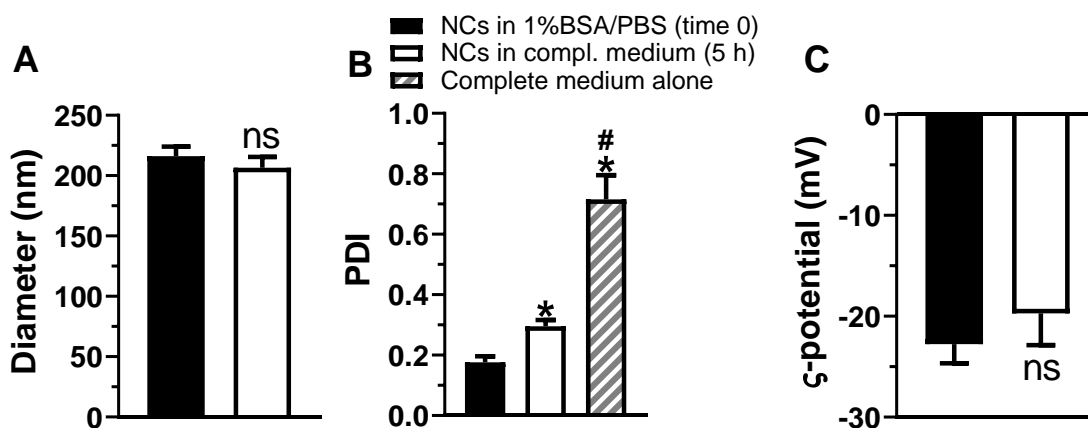 NCs in 1%BSA/PBS (time 0)
NCs in compl. medium (5 h)
Complete medium alone
A
Diameter (nm)
250
200
150
100
50
0
ns
B
PDI
1.0
0.8
0.6
0.4
0.2
0.0
*
#
*
C
ς-potential (mV)
0
-10
-20
-30
ns